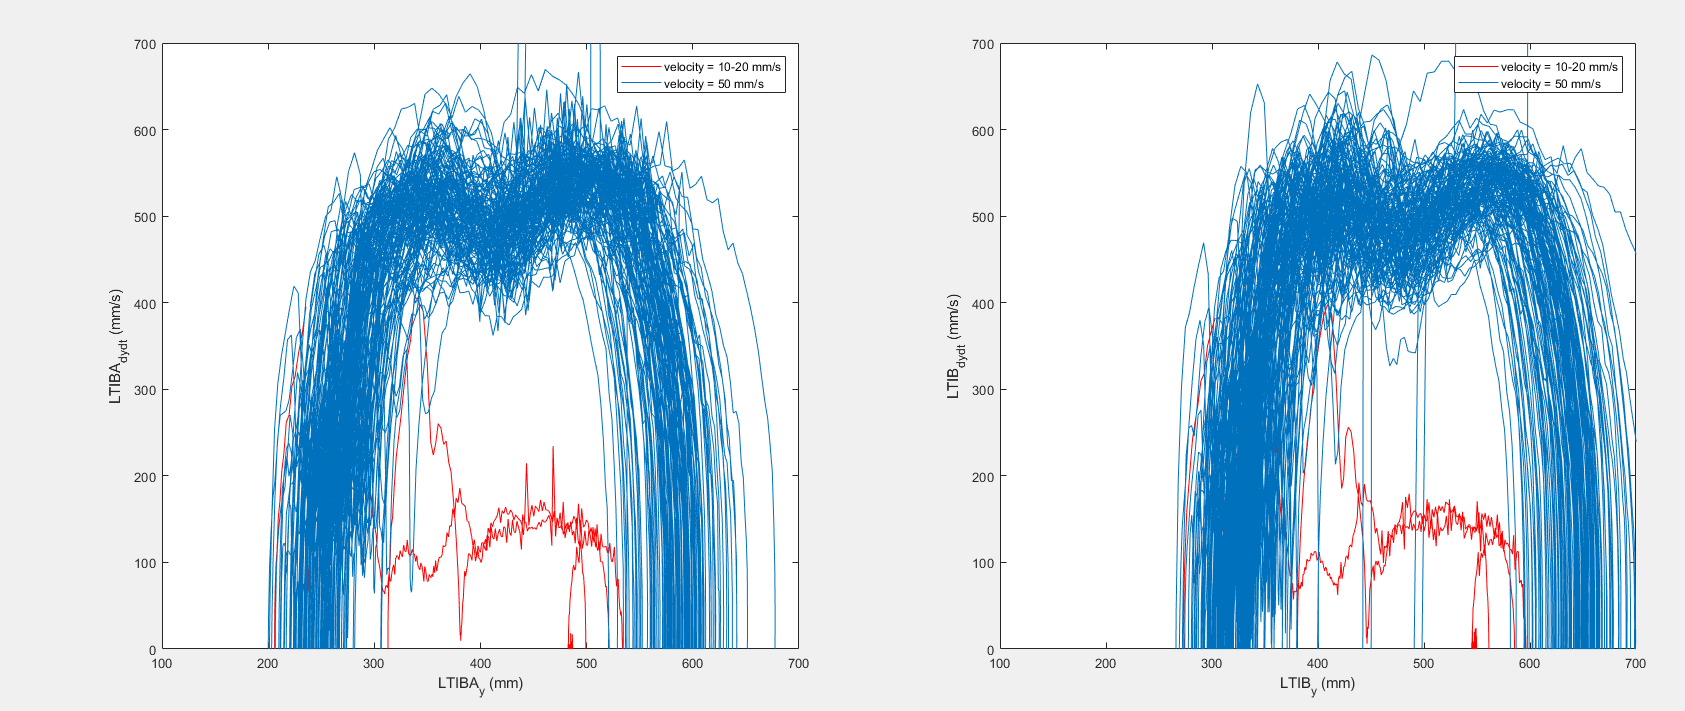 700
600
500
400
300
200
100
0
LTIBA_dydt (mm/s)
velocity = 10-20 mm/s
velocity = 50 mm/s
100 200 300 400 500 600 700
LTIBA_y (mm)
700
600
500
400
300
200
100
0
LTIB_dydt (mm/s)
velocity = 10-20 mm/s
velocity = 50 mm/s
100 200 300 400 500 600 700
LTIB_y (mm)